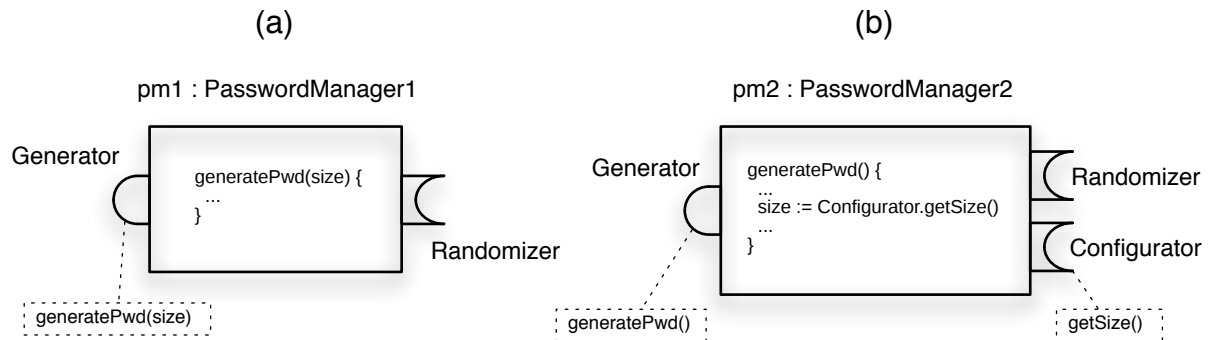 (a)
pm1 : PasswordManager1
Generator
generatePwd(size) {
...
}
Randomizer
generatePwd(size)
(b)
pm2 : PasswordManager2
Generator
generatePwd() {
...
size := Configurator.getSize()
...
}
Randomizer
Configurator
generatePwd()
getSize()